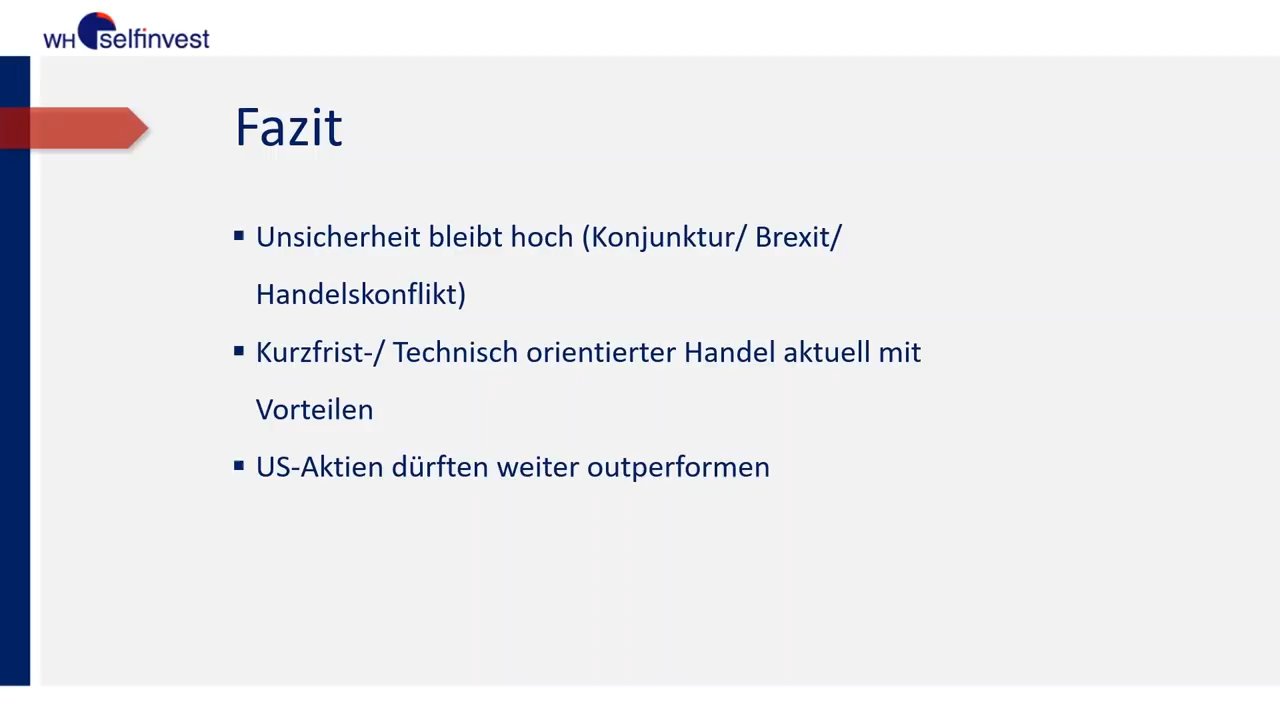 WH selfinvest
Fazit
▪ Unsicherheit bleibt hoch (Konjunktur/ Brexit/
Handelskonflikt)
▪ Kurzfrist-/ Technisch orientierter Handel aktuell mit
Vorteilen
▪ US-Aktien dürften weiter outperformen